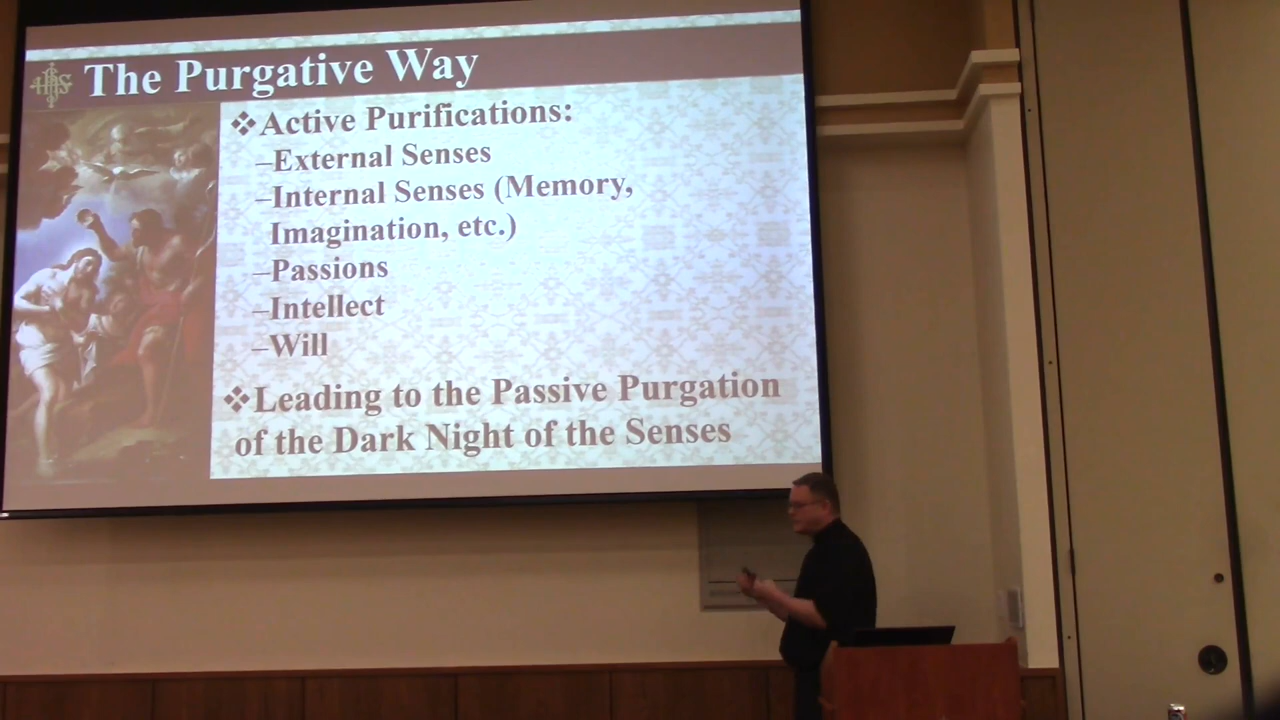 IHS
The Purgative Way
❖Active Purifications:
–External Senses
–Internal Senses (Memory,
Imagination, etc.)
–Passions
–Intellect
–Will
❖Leading to the Passive Purgation
of the Dark Night of the Senses